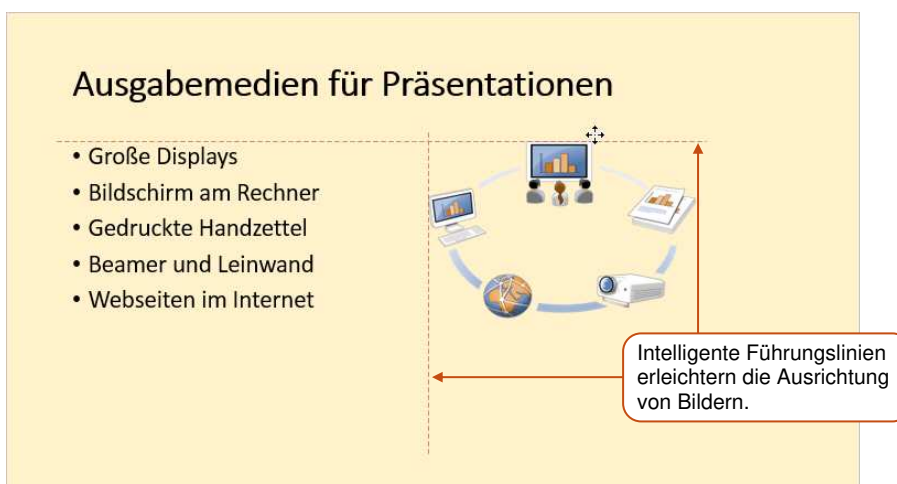 Ausgabemedien für Präsentationen
• Große Displays
• Bildschirm am Rechner
• Gedruckte Handzettel
• Beamer und Leinwand
• Webseiten im Internet
Intelligente Führungslinien
erleichtern die Ausrichtung
von Bildern.